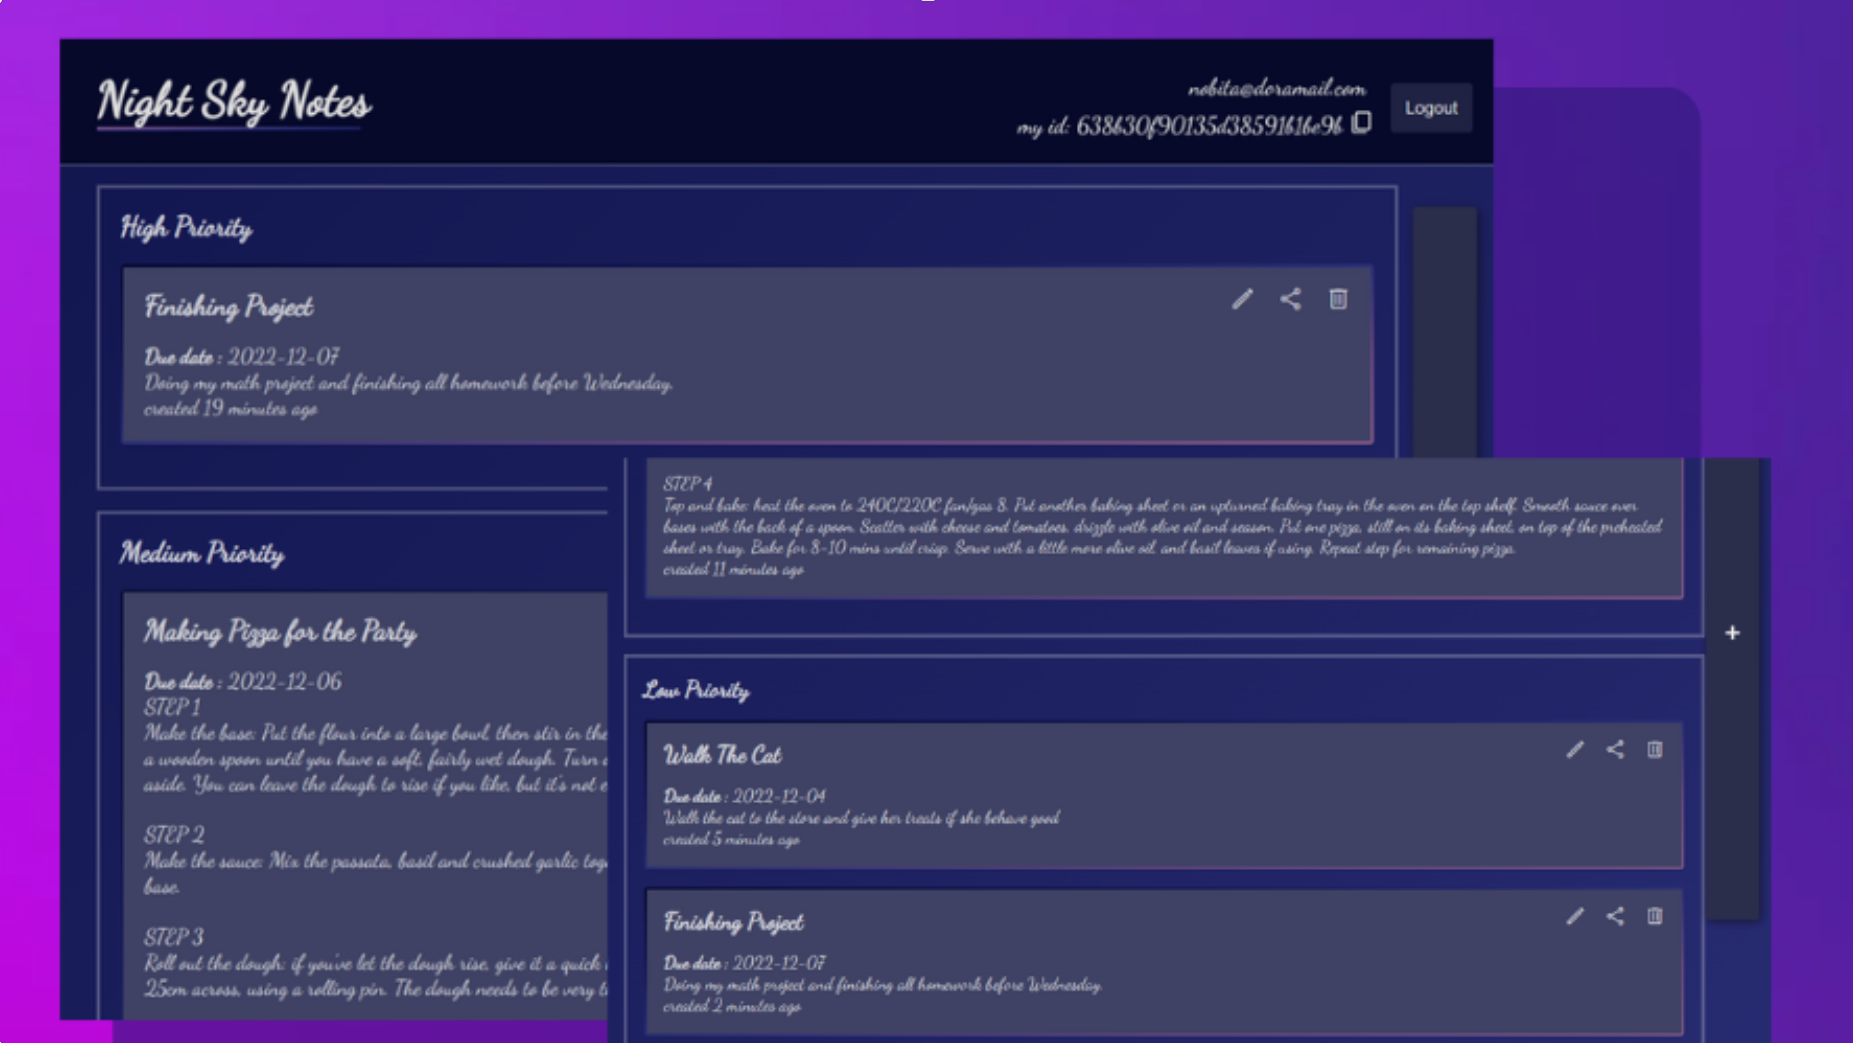 Night Sky Notes
nobita@doramail.com
my id: 638630f90135d38591b1be9b
Logout
High Priority
Finishing Project
Due date : 2022-12-07
Doing my math project and finishing all homework before Wednesday.
created 19 minutes ago
Medium Priority
Making Pizza for the Party
Due date : 2022-12-06
STEP 1
Make the base: Put the flour into a large bowl, then stir in the
a wooden spoon until you have a soft, fairly wet dough. Turn
aside. You can leave the dough to rise if you like, but it's not
STEP 2
Make the sauce: Mix the passata, basil and crushed garlic
base.
STEP 3
Roll out the dough: if you've let the dough rise, give it a quick
25cm across, using a rolling pin. The dough needs to be very
STEP 4
Top and bake: heat the oven to 240C/220C fan/gas 8. Put another baking sheet or an upturned baking tray in the oven on the top shelf. Smooth sauce over
bases with the back of a spoon. Scatter with cheese and tomatoes, drizzle with olive oil and season. Put one pizza, still on its baking sheet, on top of the preheated
sheet or tray. Bake for 8-10 mins until crisp. Serve with a little more olive oil, and basil leaves if using. Repeat step for remaining pizza.
created 11 minutes ago
+
Low Priority
Walk The Cat
Due date : 2022-12-04
Walk the cat to the store and give her treats if she behave good
created 5 minutes ago
Finishing Project
Due date : 2022-12-07
Doing my math project and finishing all homework before Wednesday.
created 2 minutes ago